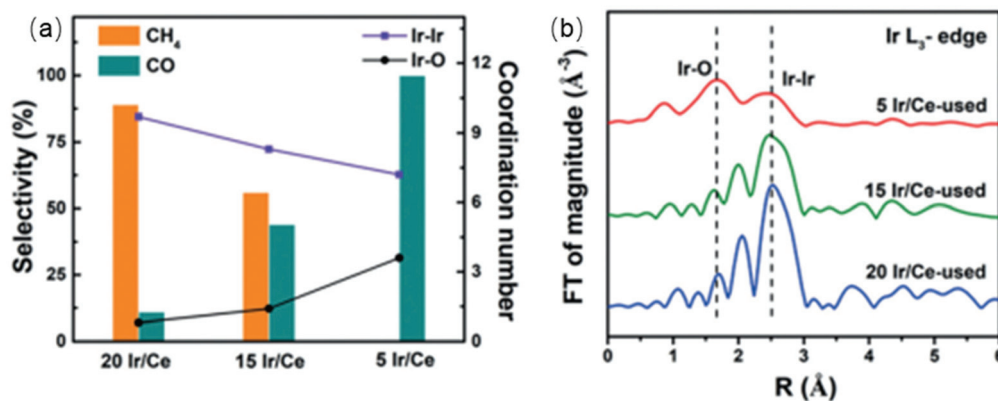 (a)
CH₄
CO
Ir-Ir
Ir-O
Selectivity (%)
100
75
50
25
0
Coordination number
12
9
6
3
0
20 Ir/Ce
15 Ir/Ce
5 Ir/Ce
(b)
Ir L₃- edge
Ir-O
Ir-Ir
5 Ir/Ce-used
15 Ir/Ce-used
20 Ir/Ce-used
FT of magnitude (Å⁻³)
0
1
2
3
4
5
6
R (Å)